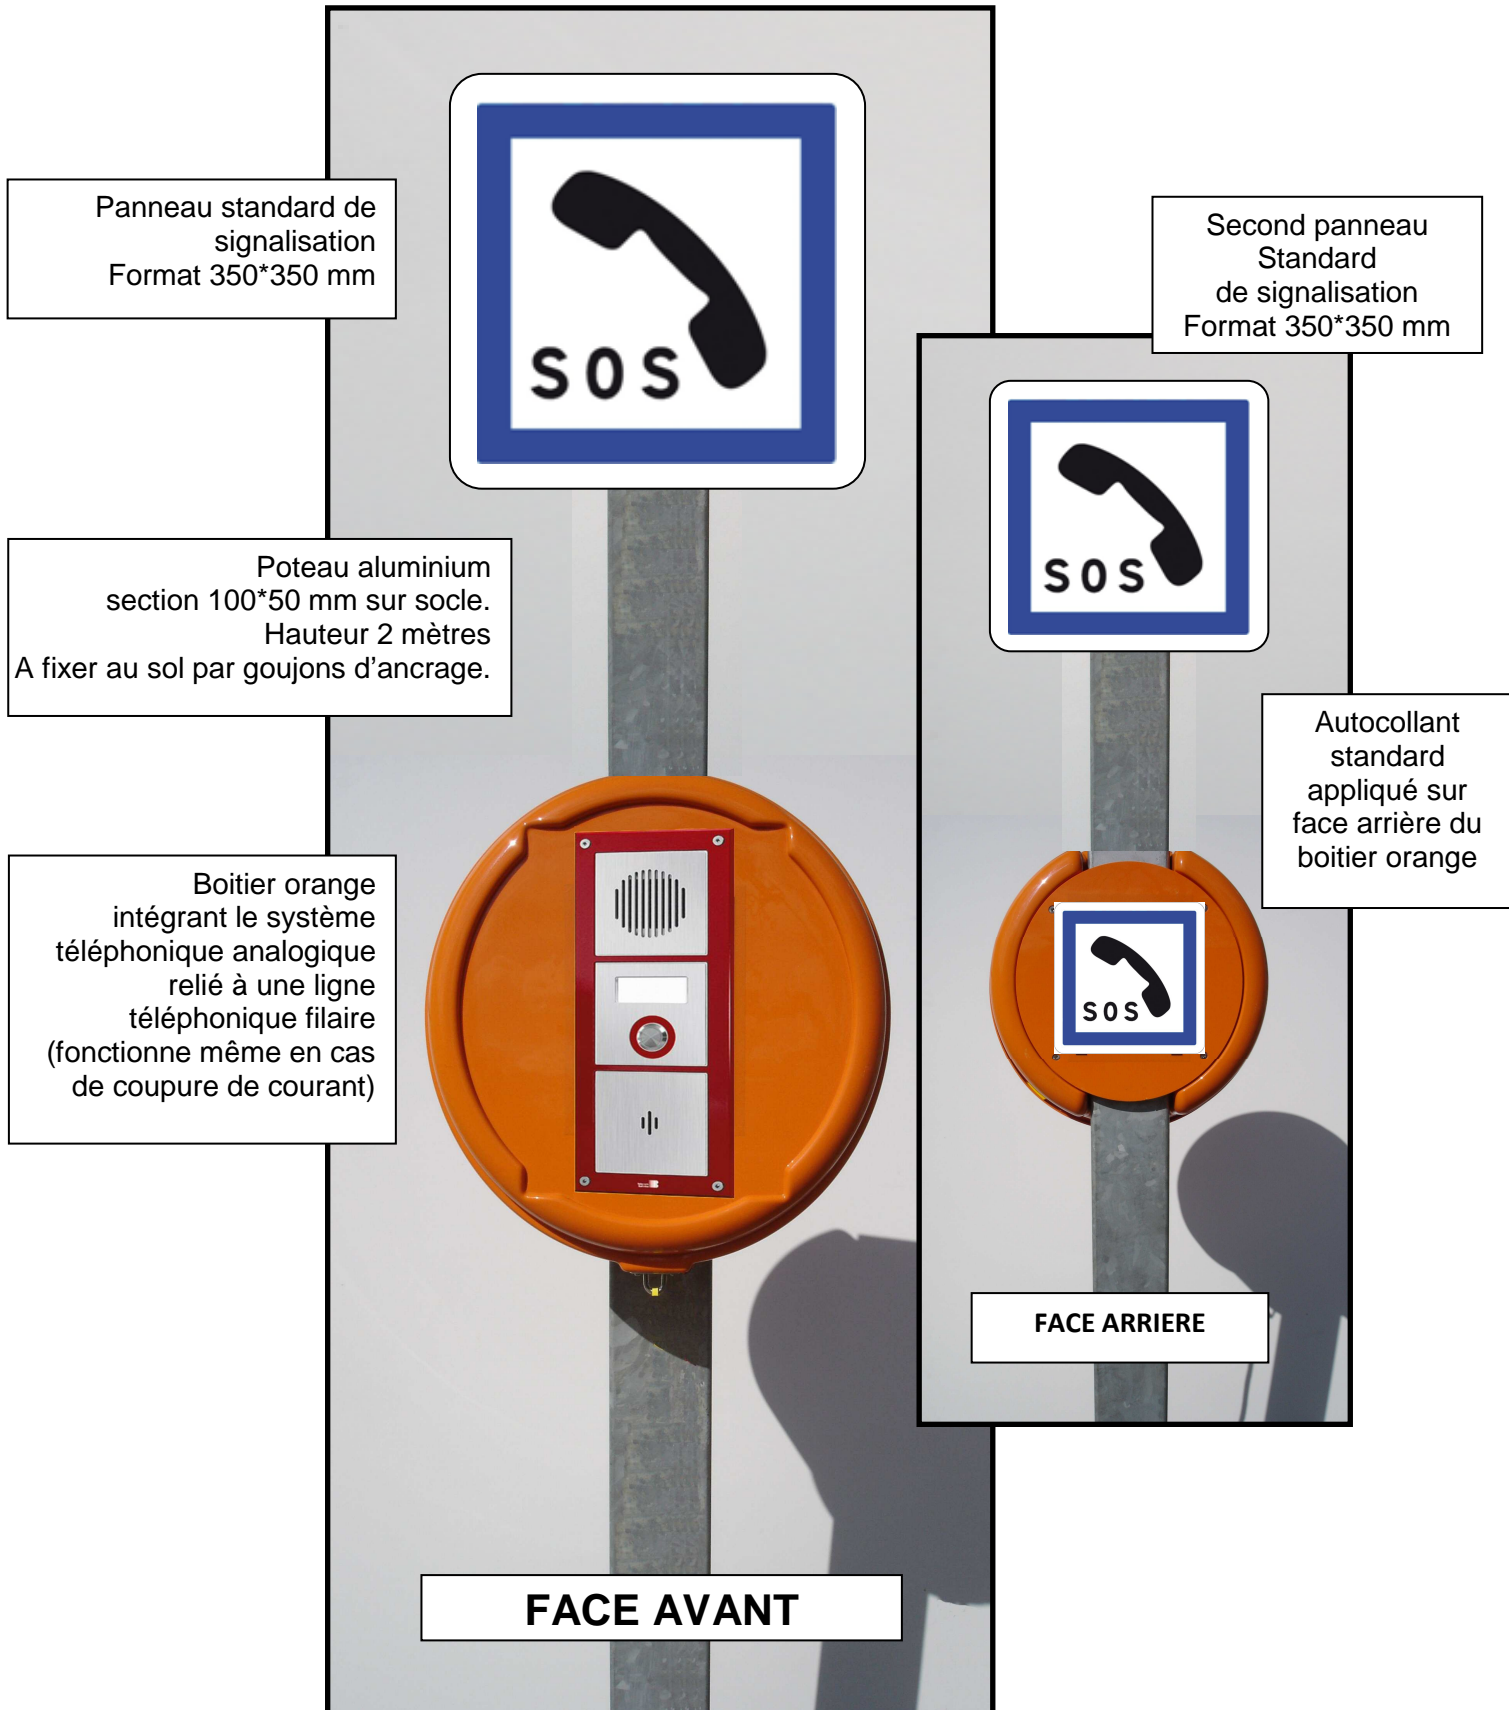 Panneau standard de
signalisation
Format 350*350 mm
SOS
Second panneau
Standard
de signalisation
Format 350*350 mm
SOS
Poteau aluminium
section 100*50 mm sur socle.
Hauteur 2 mètres
A fixer au sol par goujons d’ancrage.
Autocollant
standard
appliqué sur
face arrière du
boitier orange
Boitier orange
intégrant le système
téléphonique analogique
relié à une ligne
téléphonique filaire
(fonctionne même en cas
de coupure de courant)
SOS
FACE ARRIERE
FACE AVANT